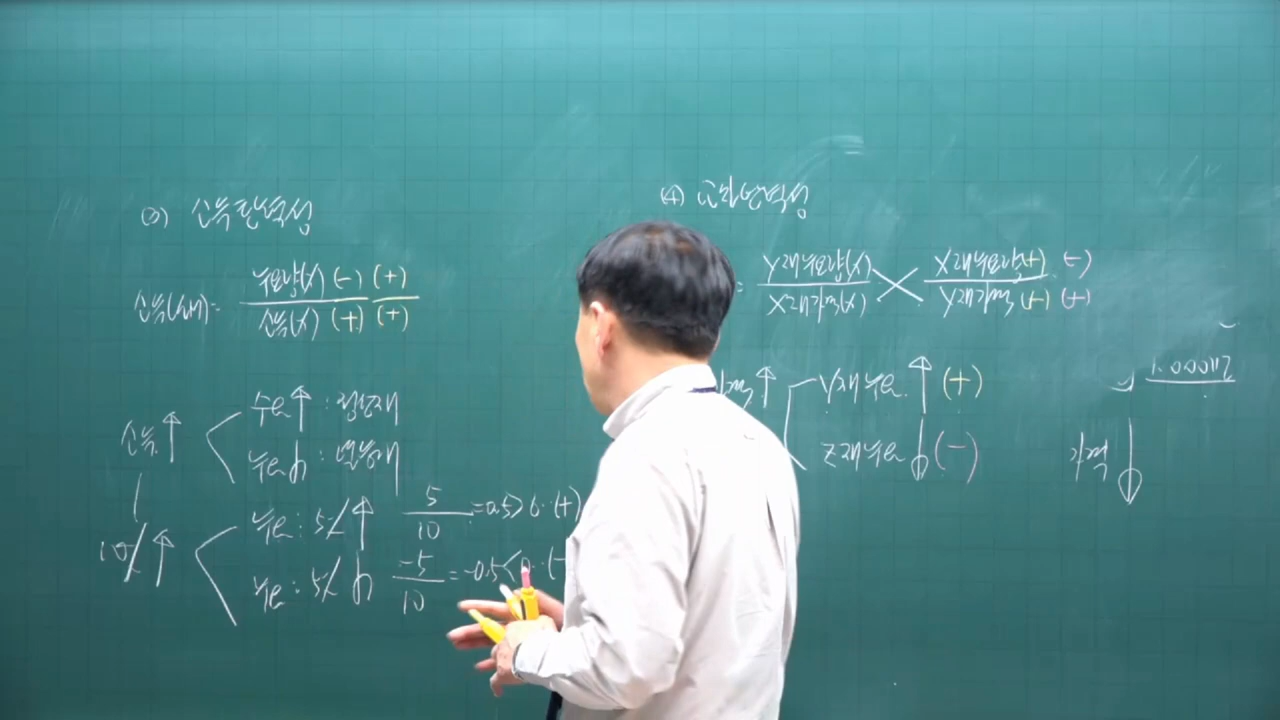 (3) 소득탄력성
소득(소비)= 수요량(X) (-) (+)
소득(X) (+) (+)
소득↑
수요↑ : 정상재
수요↓ : 열등재
10%↑
수요 : 5%↑ 5/10 =0.5>0‥(+)
수요 : 5%↓ -5/10 =-0.5<0‥(-
(4) 교차탄력성
= Y재수요량(X) X재수요량(+) (-)
X재가격(X) Y재가격(+) (+)
가격↑
Y재수요↑ (+)
Z재수요↓ (-)
가격↓